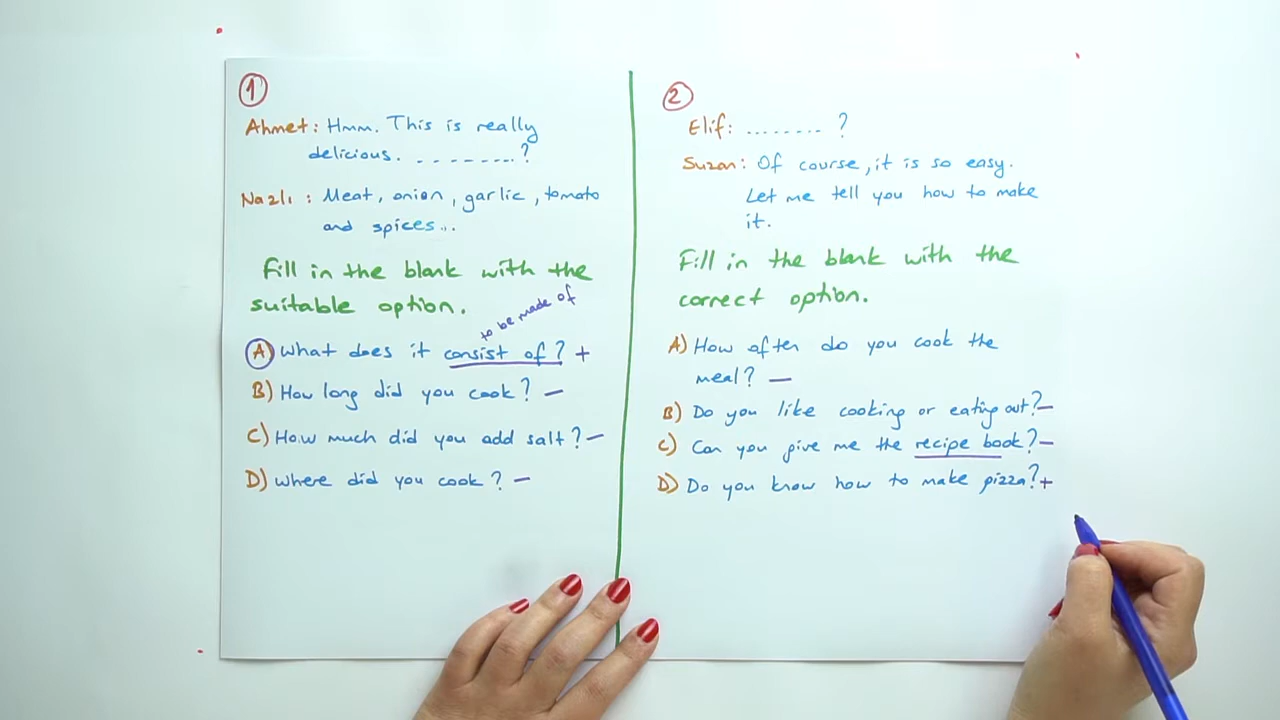 1
Ahmet: Hmm. This is really
delicious. - - - - - - - - . ?
Nazlı : Meat, onion, garlic, tomato
and spices...
Fill in the blank with the
suitable option.
to be made of
A) What does it consist of? +
B) How long did you cook? —
C) How much did you add salt? —
D) Where did you cook? —
2
Elif: ........ ?
Suzan: Of course, it is so easy.
Let me tell you how to make
it.
Fill in the blank with the
correct option.
A) How often do you cook the
meal? —
B) Do you like cooking or eating out? —
C) Can you give me the recipe book? —
D) Do you know how to make pizza? +